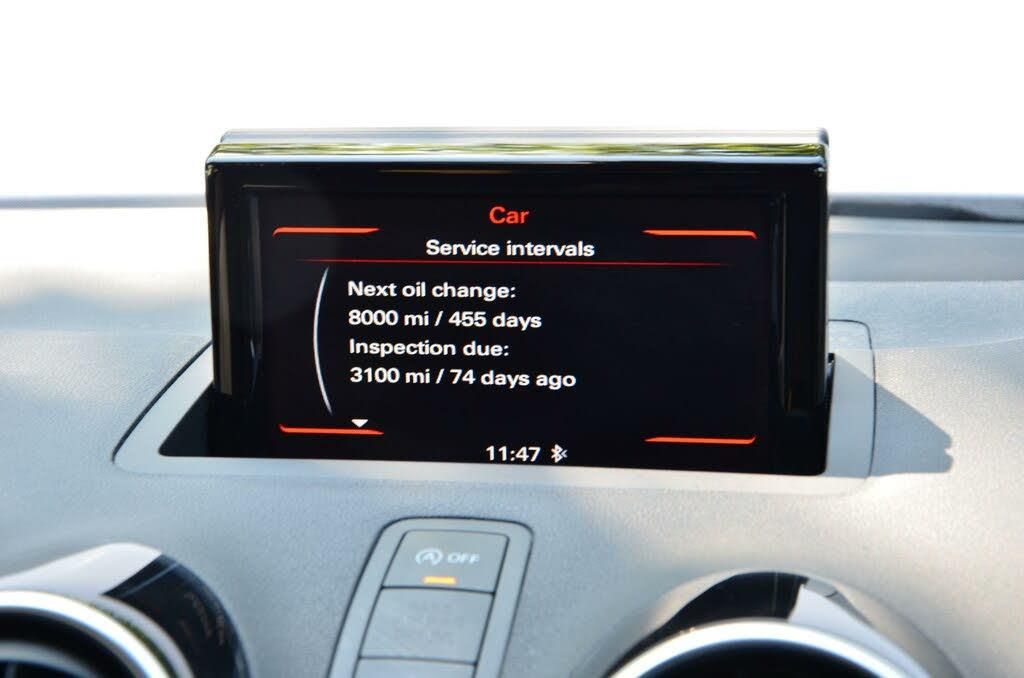 Car
Service intervals
Next oil change:
8000 mi / 455 days
Inspection due:
3100 mi / 74 days ago
11:47
A OFF